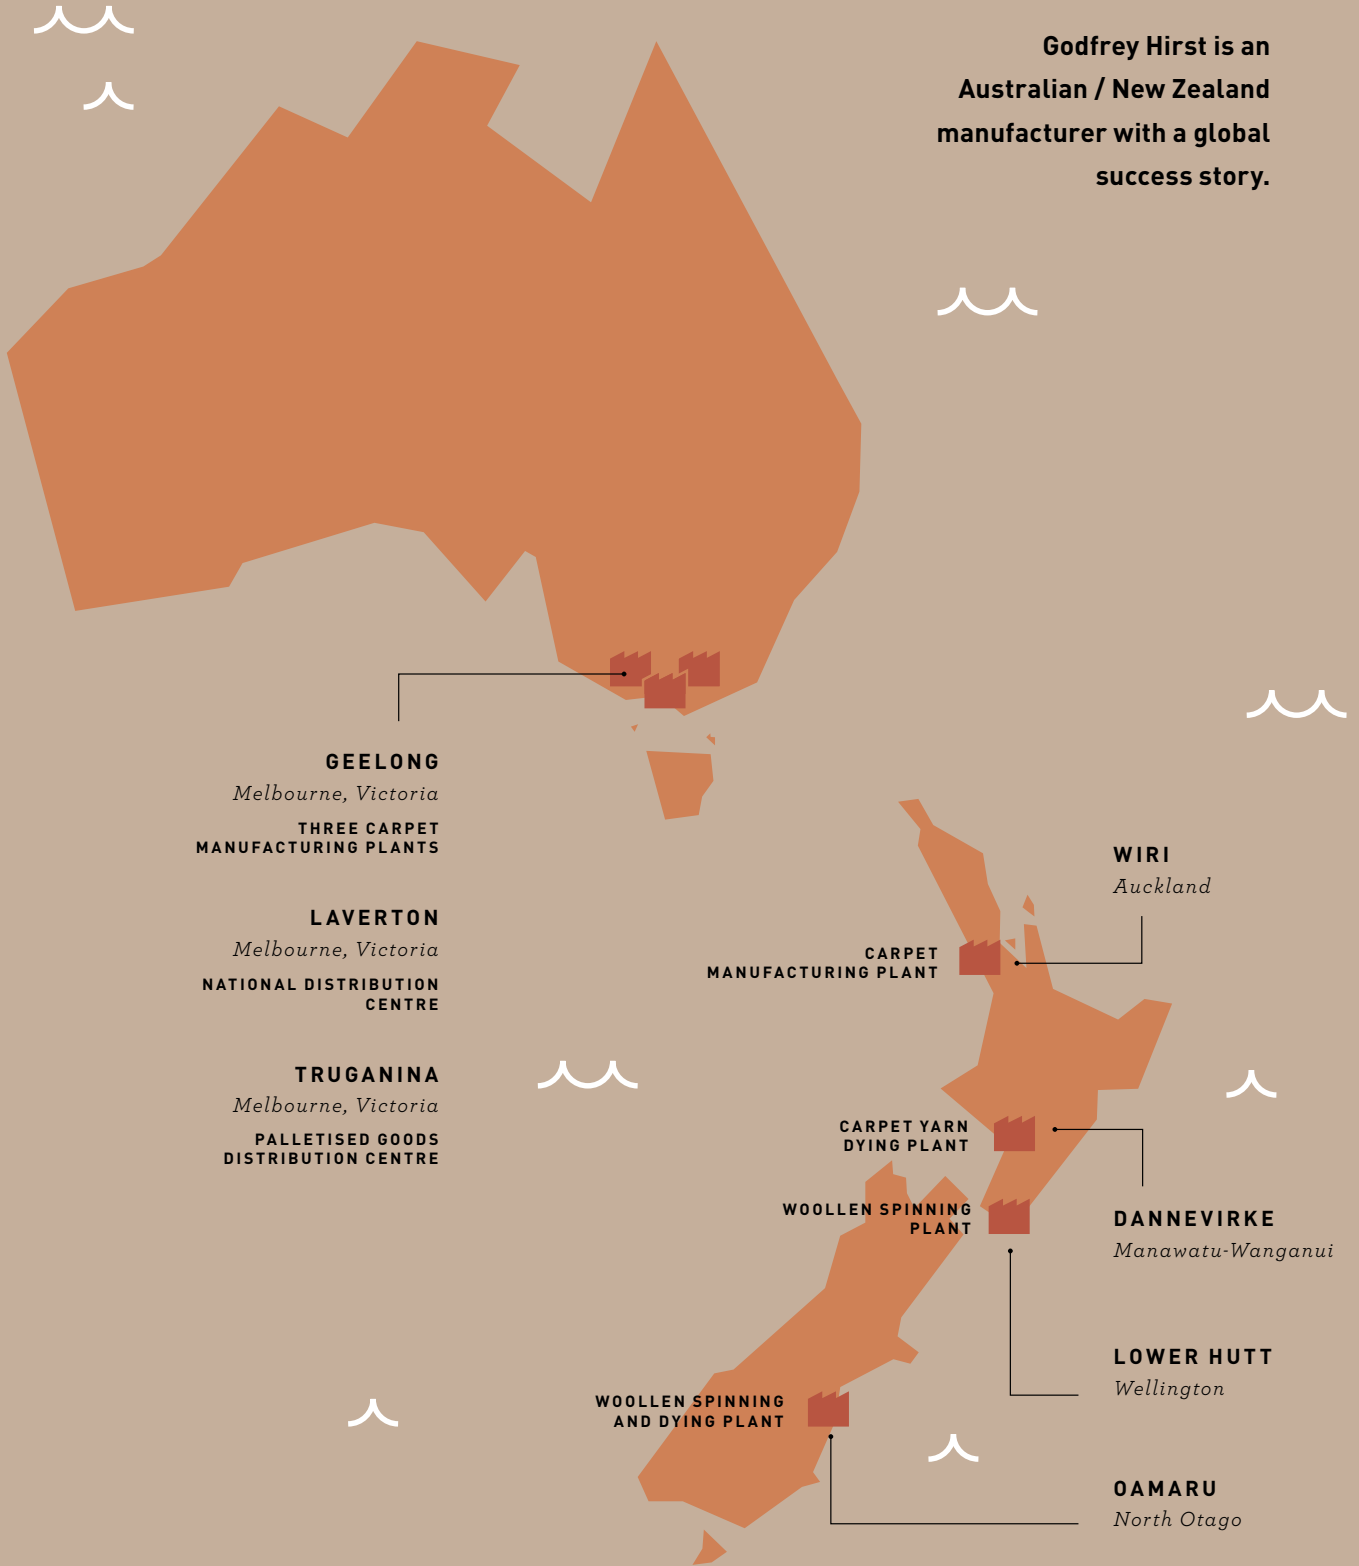 Godfrey Hirst is an
Australian / New Zealand
manufacturer with a global
success story.
GEELONG
Melbourne, Victoria
THREE CARPET
MANUFACTURING PLANTS
LAVERTON
Melbourne, Victoria
NATIONAL DISTRIBUTION
CENTRE
TRUGANINA
Melbourne, Victoria
PALLETISED GOODS
DISTRIBUTION CENTRE
WIRI
Auckland
CARPET
MANUFACTURING PLANT
CARPET YARN
DYING PLANT
DANNEVIRKE
Manawatu-Wanganui
WOOLLEN SPINNING
PLANT
LOWER HUTT
Wellington
WOOLLEN SPINNING
AND DYING PLANT
OAMARU
North Otago